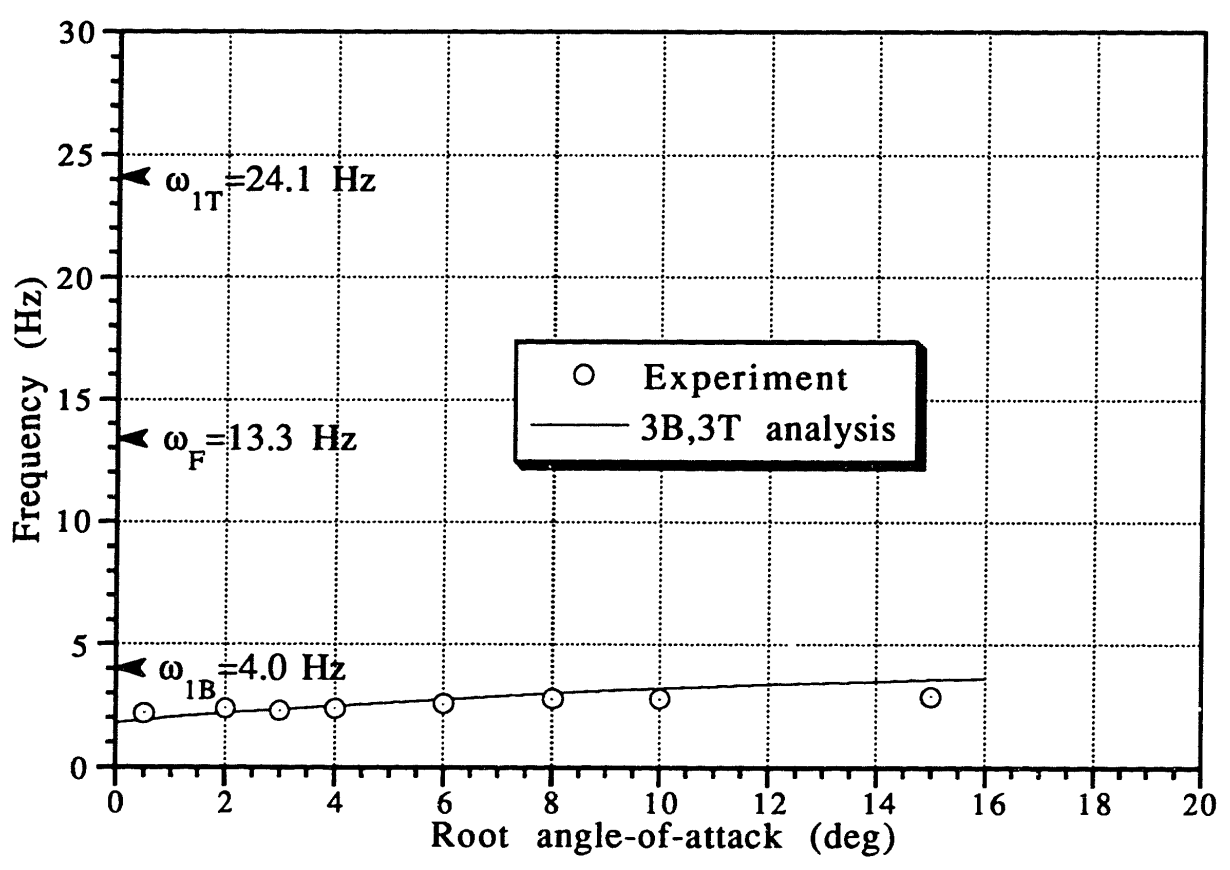 30
25
ω1T=24.1 Hz
20
Frequency (Hz)
Experiment
15
3B,3T analysis
ωF=13.3 Hz
10
5
ω1B=4.0 Hz
0
0 2 4 6 8 10 12 14 16 18 20
Root angle-of-attack (deg)